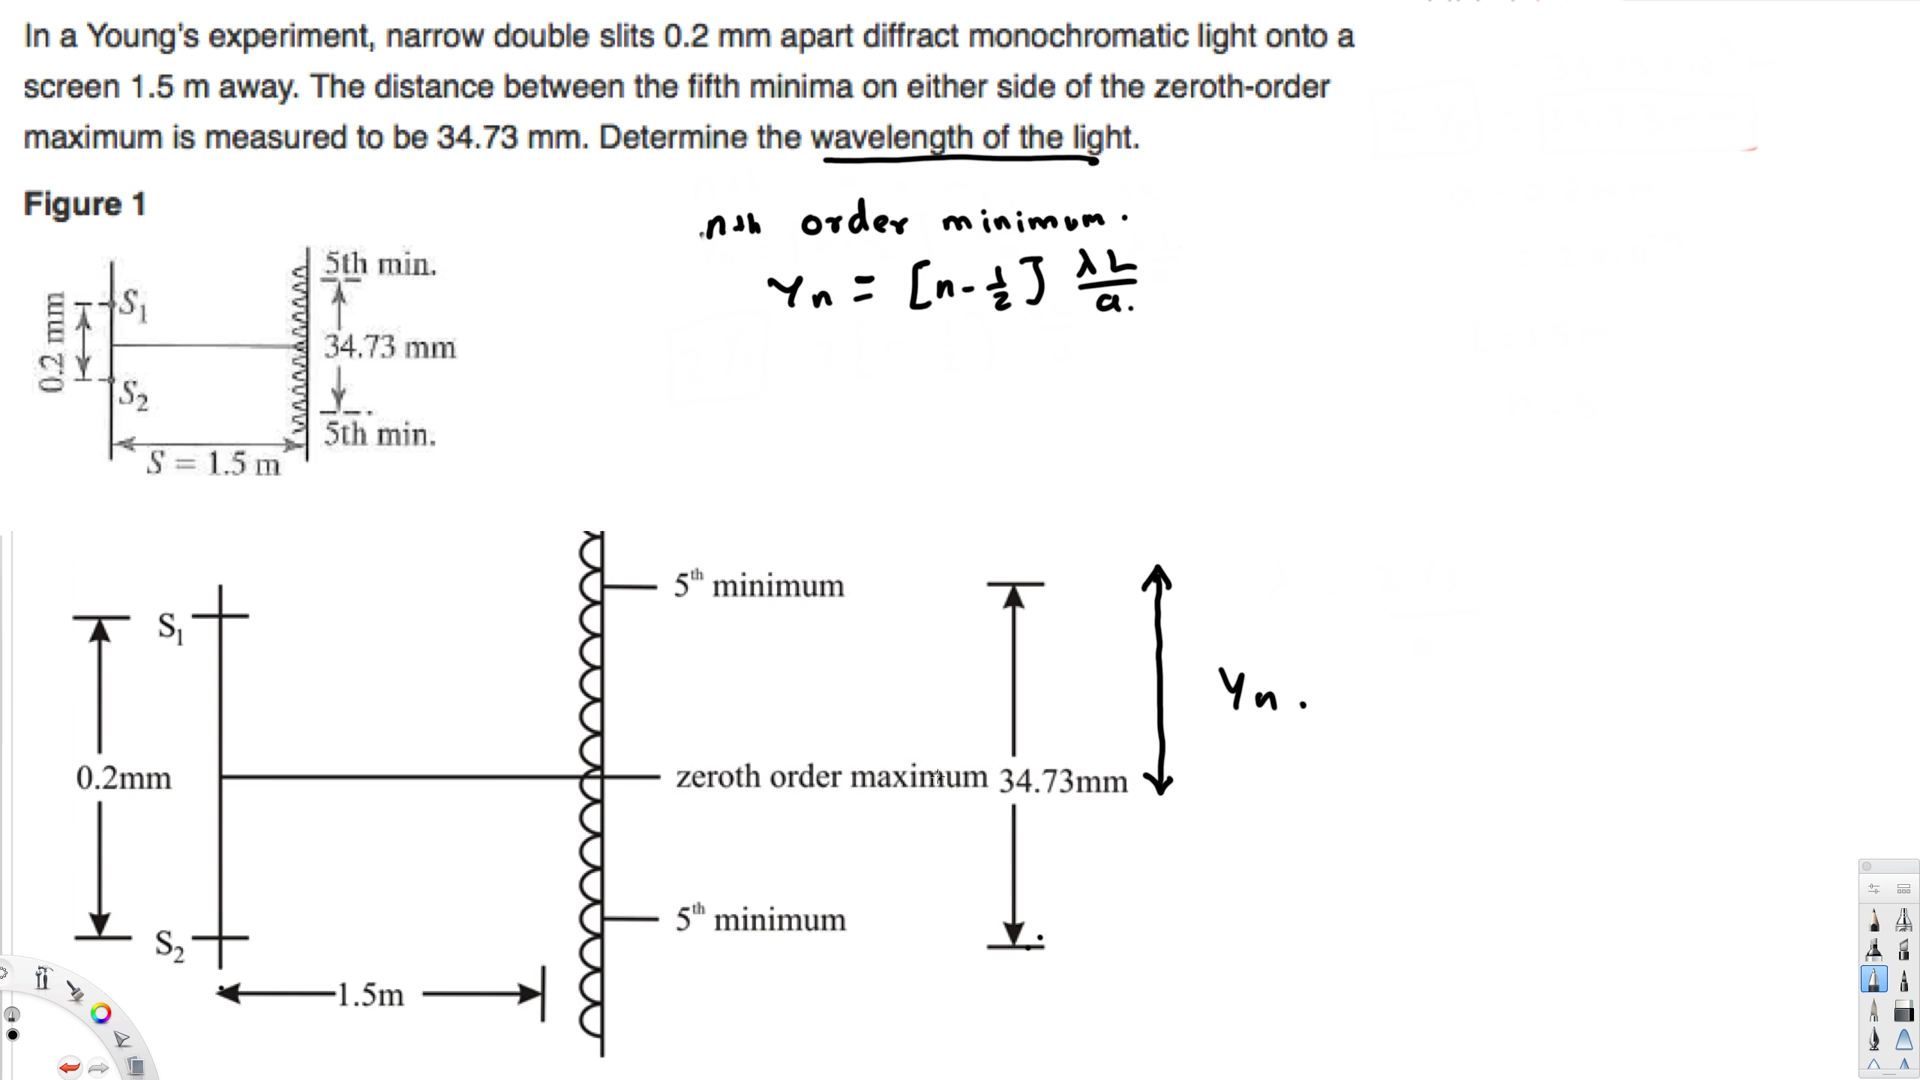 In a Young's experiment, narrow double slits 0.2 mm apart diffract monochromatic light onto a
screen 1.5 m away. The distance between the fifth minima on either side of the zeroth-order
maximum is measured to be 34.73 mm. Determine the wavelength of the light.
Figure 1
nth order minimum.
Yn = [n-1/2] λL/a.
5th min.
S1
0.2 mm
34.73 mm
S2
5th min.
S = 1.5 m
5th minimum
S1
Yn.
0.2mm
zeroth order maximum 34.73mm
5th minimum
S2
1.5m